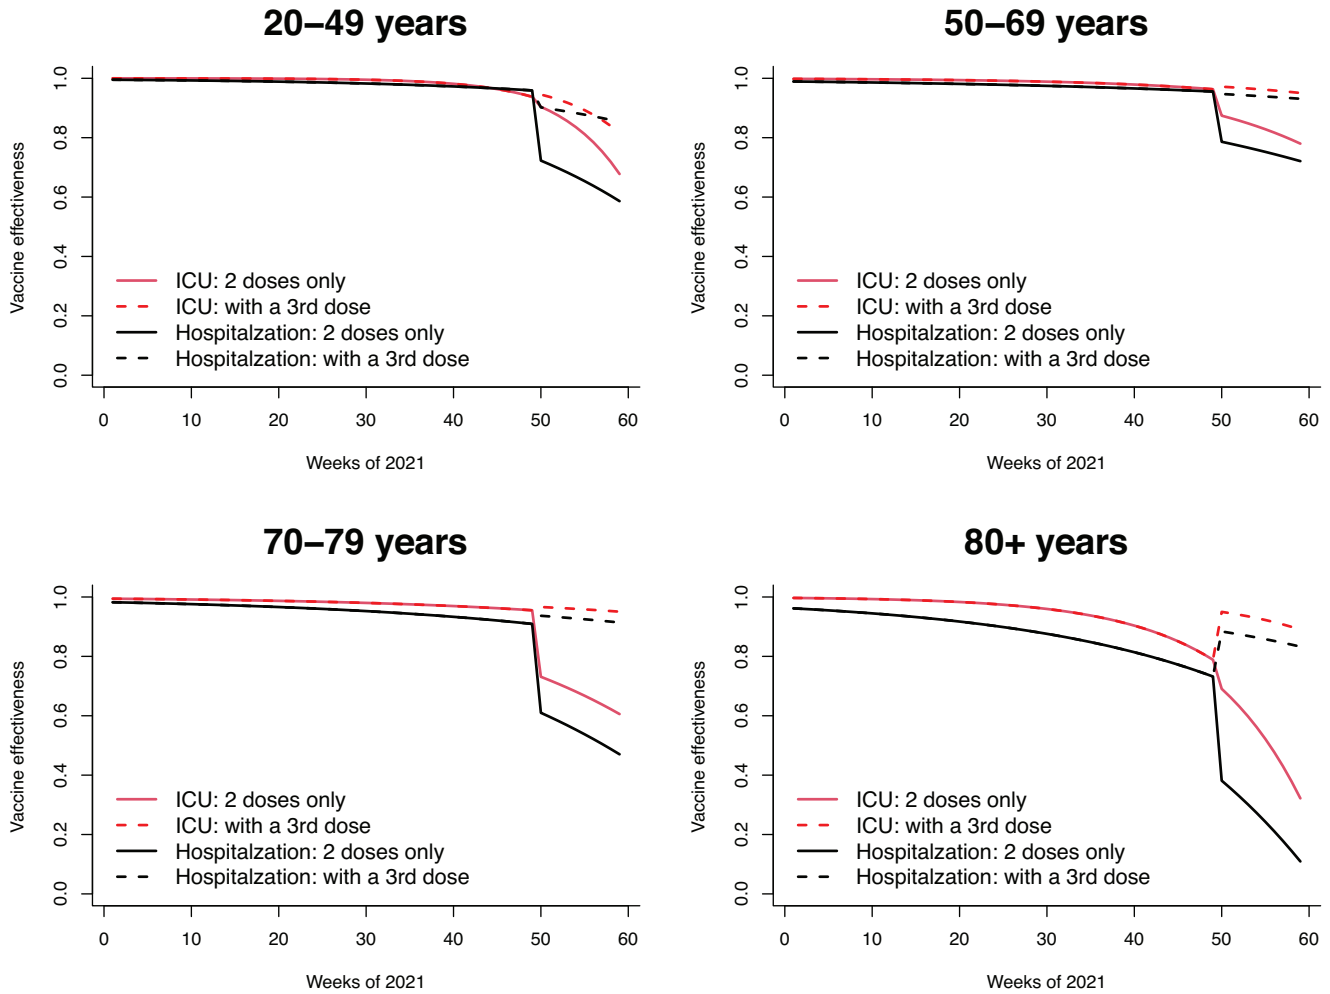 20–49 years
Vaccine effectiveness
1.0
0.8
0.6
0.4
0.2
0.0
ICU: 2 doses only
ICU: with a 3rd dose
Hospitalzation: 2 doses only
Hospitalzation: with a 3rd dose
0 10 20 30 40 50 60
Weeks of 2021
50–69 years
Vaccine effectiveness
1.0
0.8
0.6
0.4
0.2
0.0
ICU: 2 doses only
ICU: with a 3rd dose
Hospitalzation: 2 doses only
Hospitalzation: with a 3rd dose
0 10 20 30 40 50 60
Weeks of 2021
70–79 years
Vaccine effectiveness
1.0
0.8
0.6
0.4
0.2
0.0
ICU: 2 doses only
ICU: with a 3rd dose
Hospitalzation: 2 doses only
Hospitalzation: with a 3rd dose
0 10 20 30 40 50 60
Weeks of 2021
80+ years
Vaccine effectiveness
1.0
0.8
0.6
0.4
0.2
0.0
ICU: 2 doses only
ICU: with a 3rd dose
Hospitalzation: 2 doses only
Hospitalzation: with a 3rd dose
0 10 20 30 40 50 60
Weeks of 2021